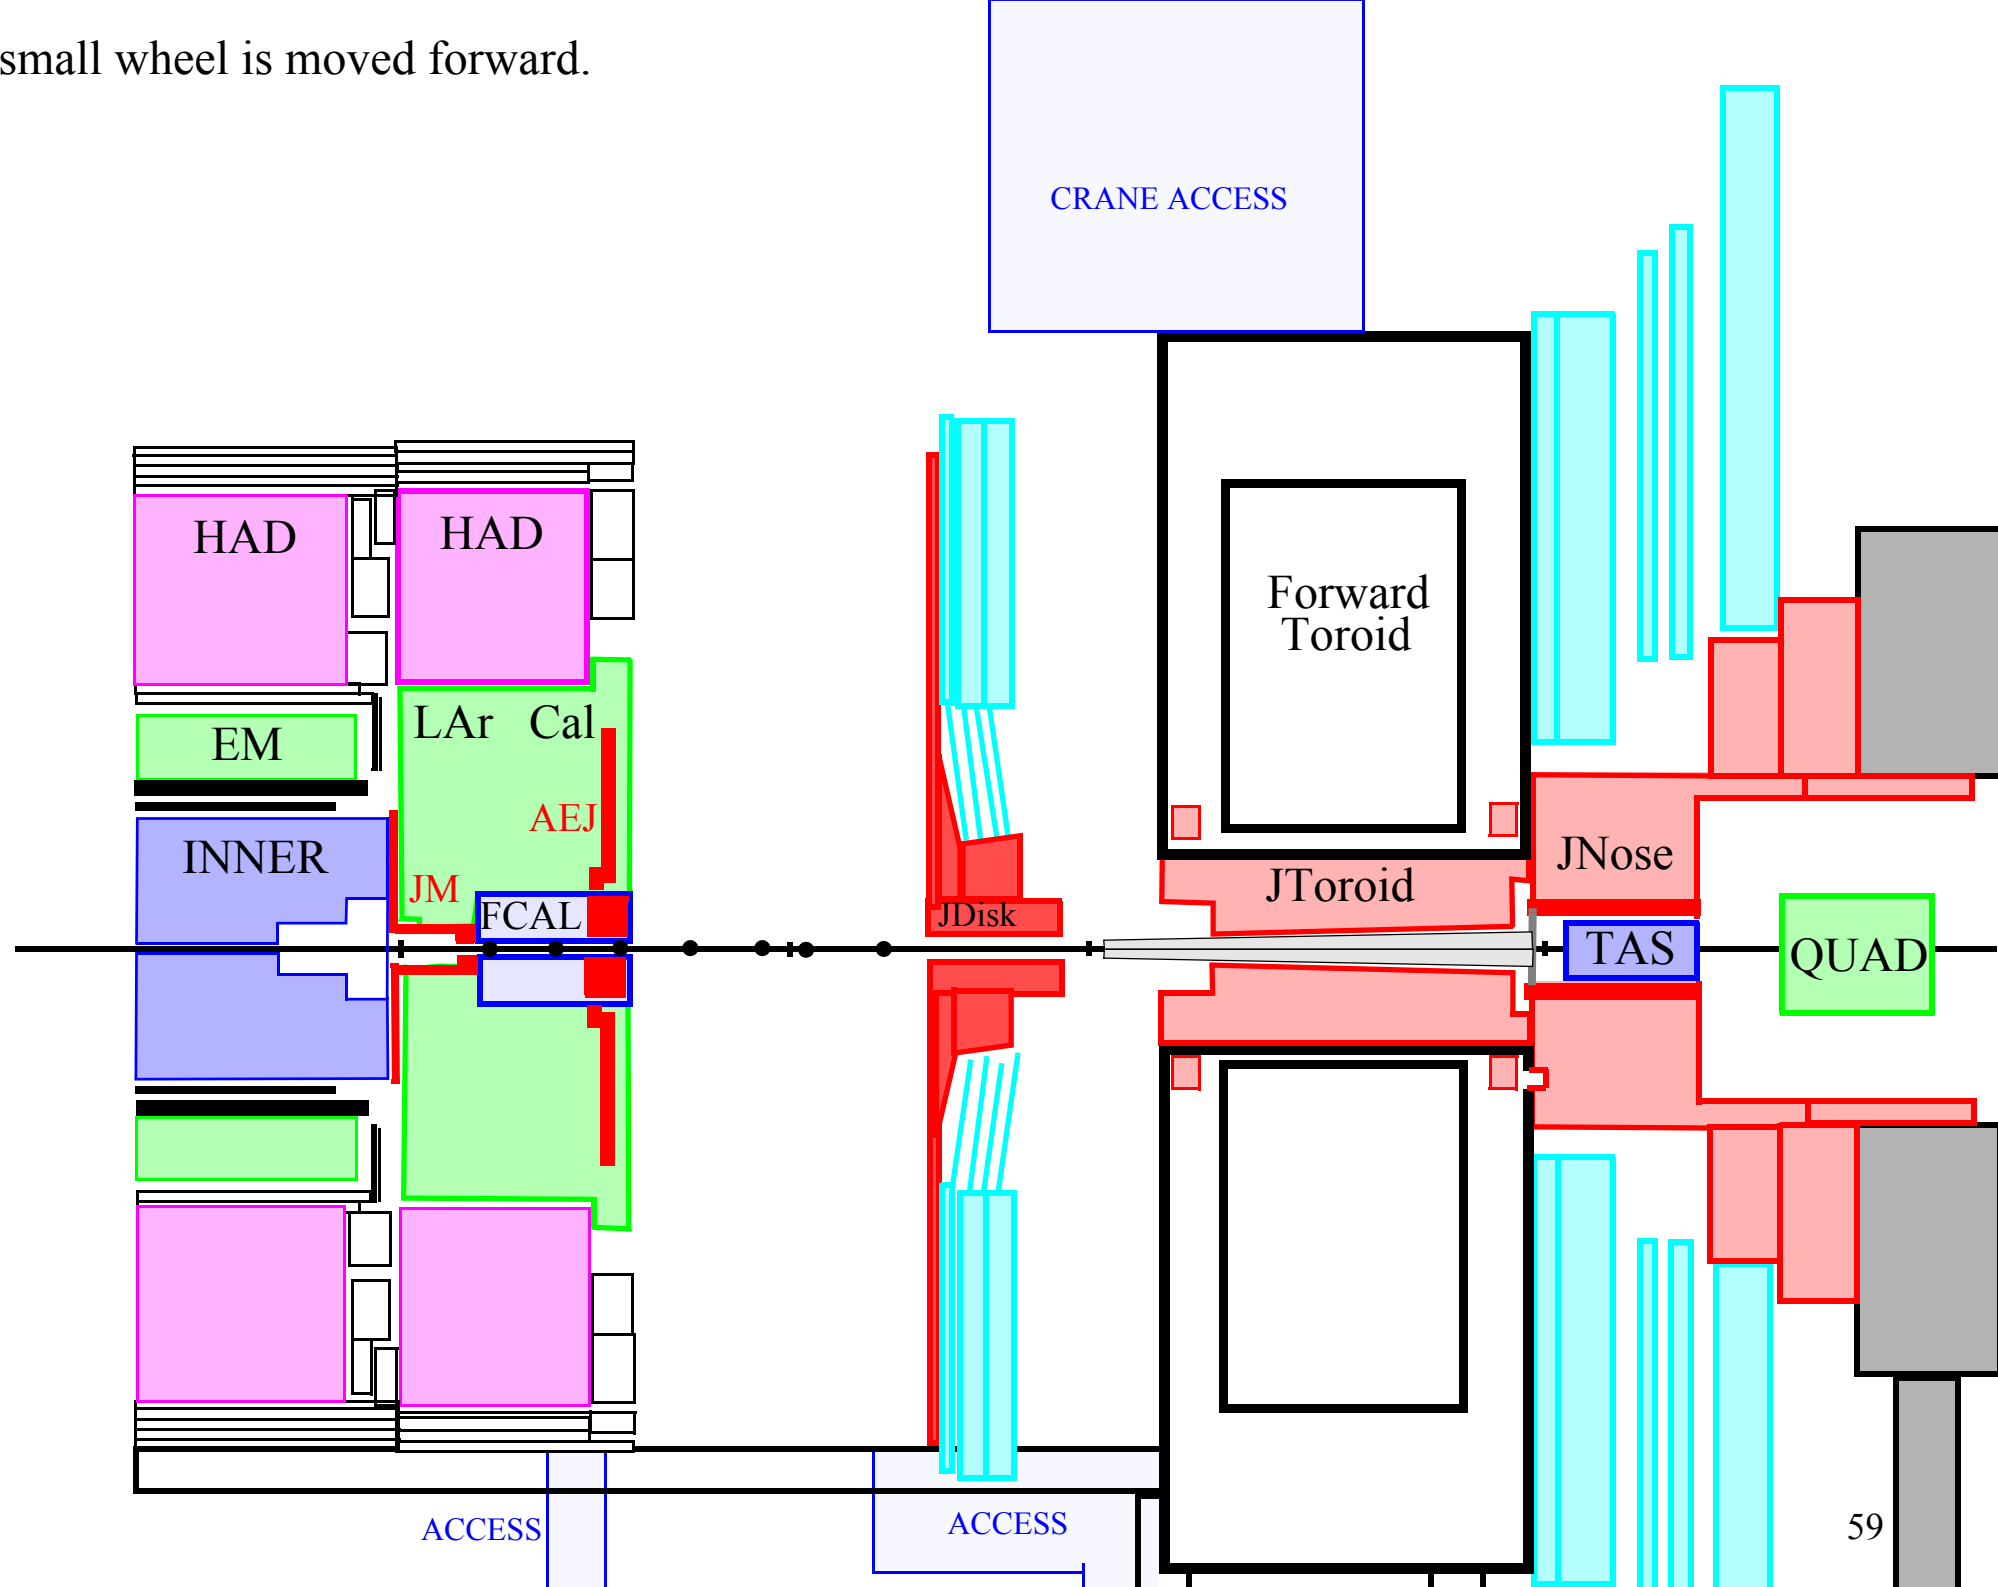 small wheel is moved forward.
CRANE ACCESS
HAD
HAD
Forward
Toroid
LAr Cal
EM
AEJ
INNER
JM
FCAL
JDisk
JToroid
JNose
TAS
QUAD
ACCESS
ACCESS
59